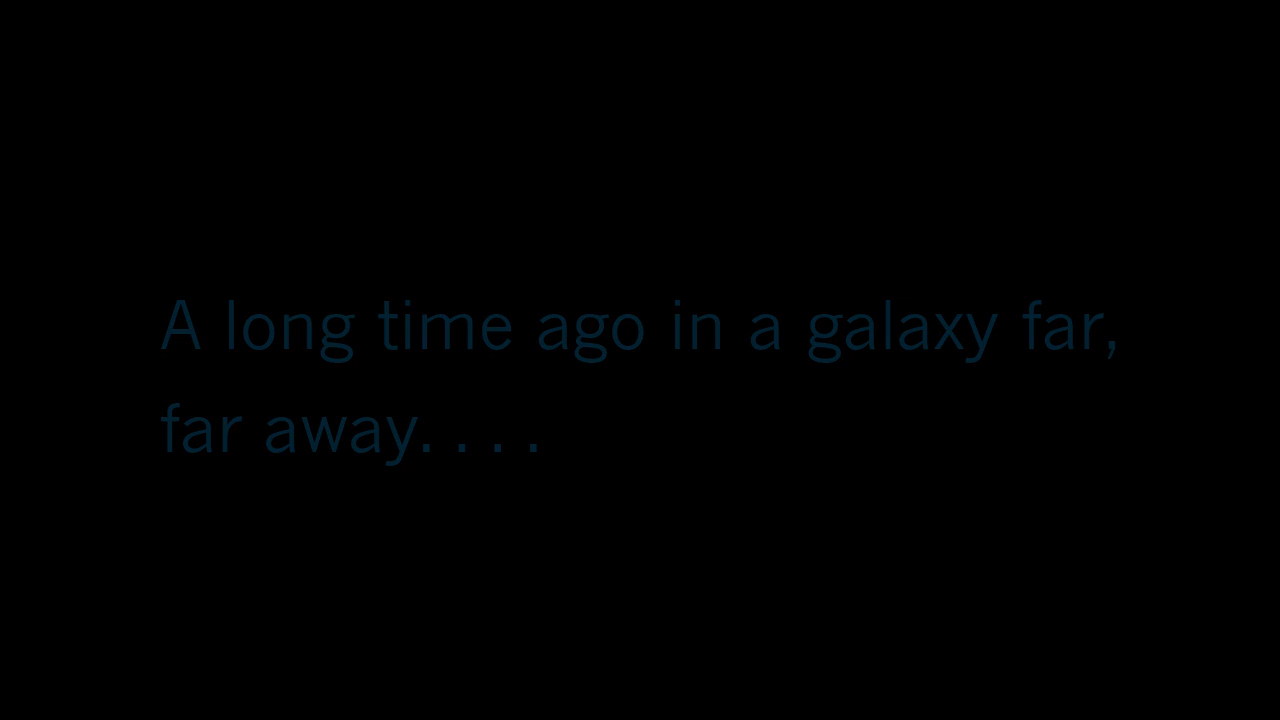 A long time ago in a galaxy far,
far away. . . .